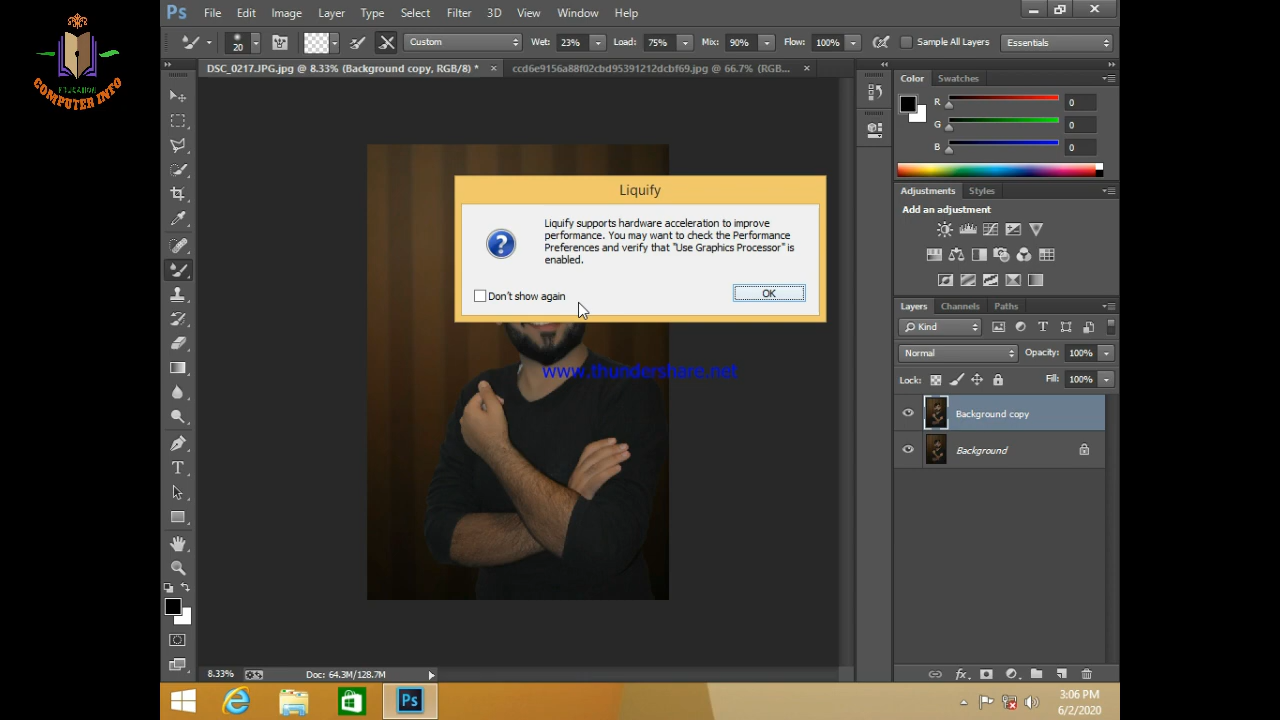 EDUCATION
COMPUTER INFO
Ps File Edit Image Layer Type Select Filter 3D View Window Help
20 Custom Wet: 23% Load: 75% Mix: 90% Flow: 100% Sample All Layers Essentials
DSC_0217.JPG.jpg @ 8.33% (Background copy, RGB/8) * × ccd6e9156a88f02cbd95391212dcbf69.jpg @ 66.7% (RGB... ×
Color Swatches
R 0
G 0
B 0
Adjustments Styles
Add an adjustment
Liquify
Liquify supports hardware acceleration to improve
performance. You may want to check the Performance
Preferences and verify that "Use Graphics Processor" is
enabled.
Don't show again
OK
www.thundershare.net
Layers Channels Paths
Kind
Normal Opacity: 100%
Lock: Fill: 100%
Background copy
Background
8.33% Doc: 64.3M/128.7M
Ps
3:06 PM
6/2/2020